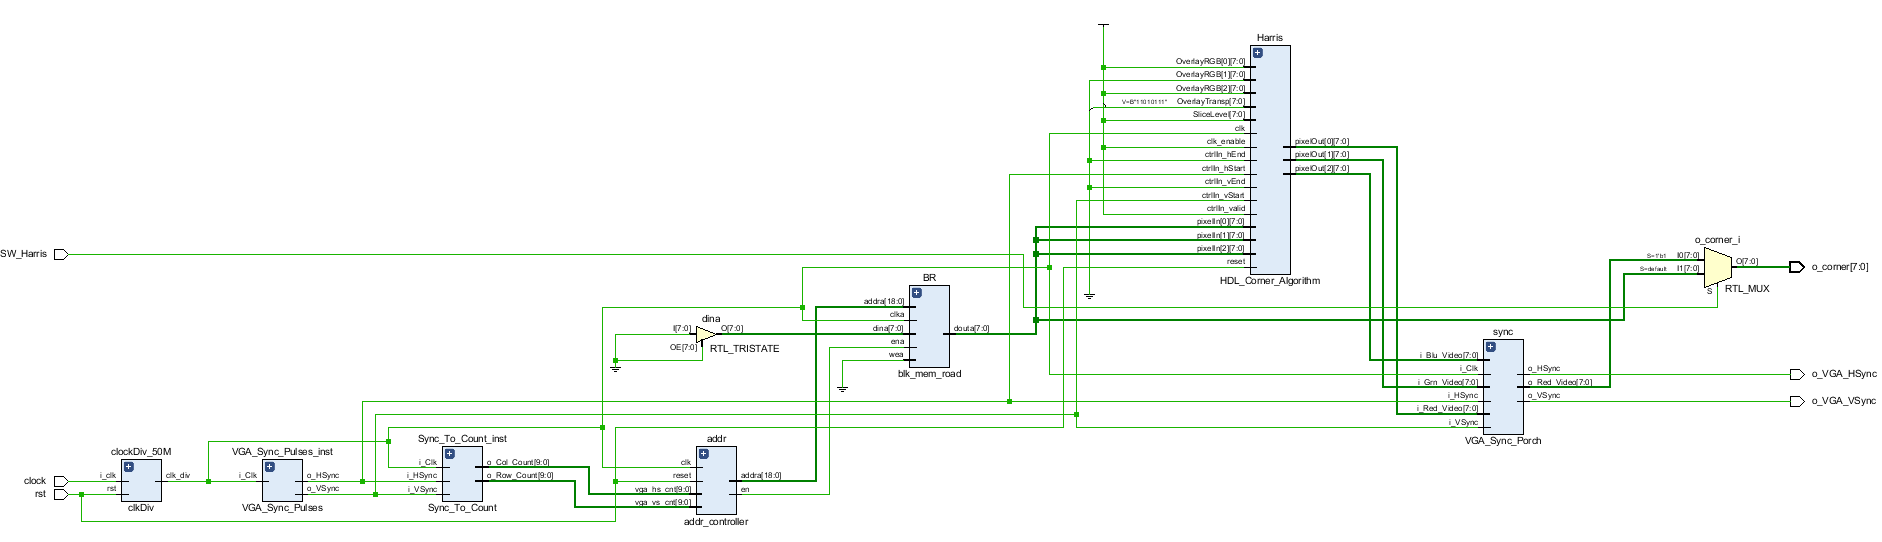 Harris
OverlayRGB[0][7:0]
OverlayRGB[1][7:0]
OverlayRGB[2][7:0]
V=B"11010111" OverlayTransp[7:0]
SliceLevel[7:0]
clk
clk_enable
ctrlIn_hEnd
ctrlIn_hStart
ctrlIn_vEnd
ctrlIn_vStart
ctrlIn_valid
pixelIn[0][7:0]
pixelIn[1][7:0]
pixelIn[2][7:0]
reset
pixelOut[0][7:0]
pixelOut[1][7:0]
pixelOut[2][7:0]
HDL_Corner_Algorithm
SW_Harris
o_corner_i
S=1'b1 I0[7:0]
S=default I1[7:0]
O[7:0]
S
RTL_MUX
o_corner[7:0]
BR
addra[18:0]
clka
dina[7:0]
ena
wea
douta[7:0]
blk_mem_road
dina
I[7:0]
O[7:0]
OE[7:0]
RTL_TRISTATE
sync
i_Blu_Video[7:0]
i_Clk
i_Grn_Video[7:0]
i_HSync
i_Red_Video[7:0]
i_VSync
o_HSync
o_Red_Video[7:0]
o_VSync
VGA_Sync_Porch
o_VGA_HSync
o_VGA_VSync
clock
rst
clockDiv_50M
i_clk
rst
clk_div
clkDiv
VGA_Sync_Pulses_inst
i_Clk
o_HSync
o_VSync
VGA_Sync_Pulses
Sync_To_Count_inst
i_Clk
i_HSync
i_VSync
o_Col_Count[9:0]
o_Row_Count[9:0]
Sync_To_Count
addr
clk
reset
vga_hs_cnt[9:0]
vga_vs_cnt[9:0]
addra[18:0]
en
addr_controller